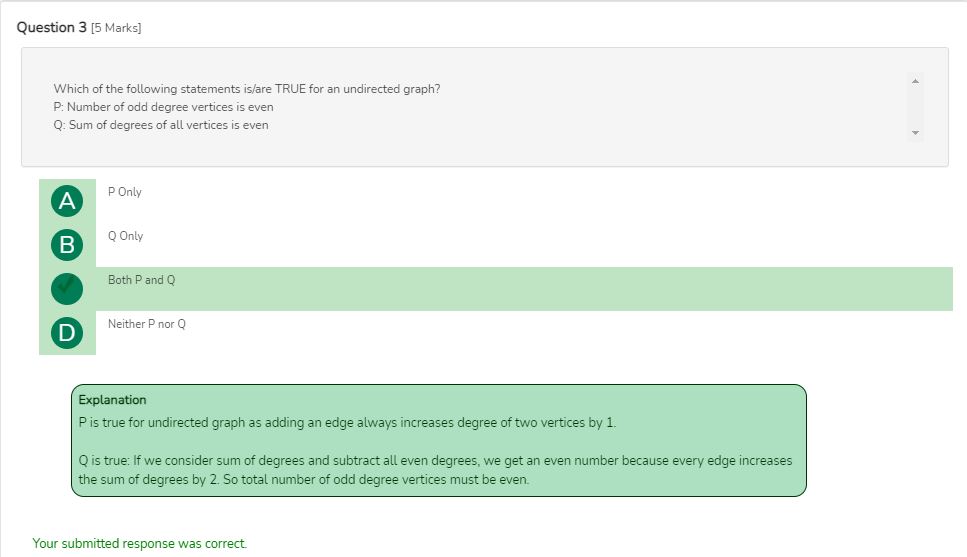 Question 3 [5 Marks]
Which of the following statements is/are TRUE for an undirected graph?
P: Number of odd degree vertices is even
Q: Sum of degrees of all vertices is even
A P Only
B Q Only
Both P and Q
D Neither P nor Q
Explanation
P is true for undirected graph as adding an edge always increases degree of two vertices by 1.
Q is true: If we consider sum of degrees and subtract all even degrees, we get an even number because every edge increases
the sum of degrees by 2. So total number of odd degree vertices must be even.
Your submitted response was correct.